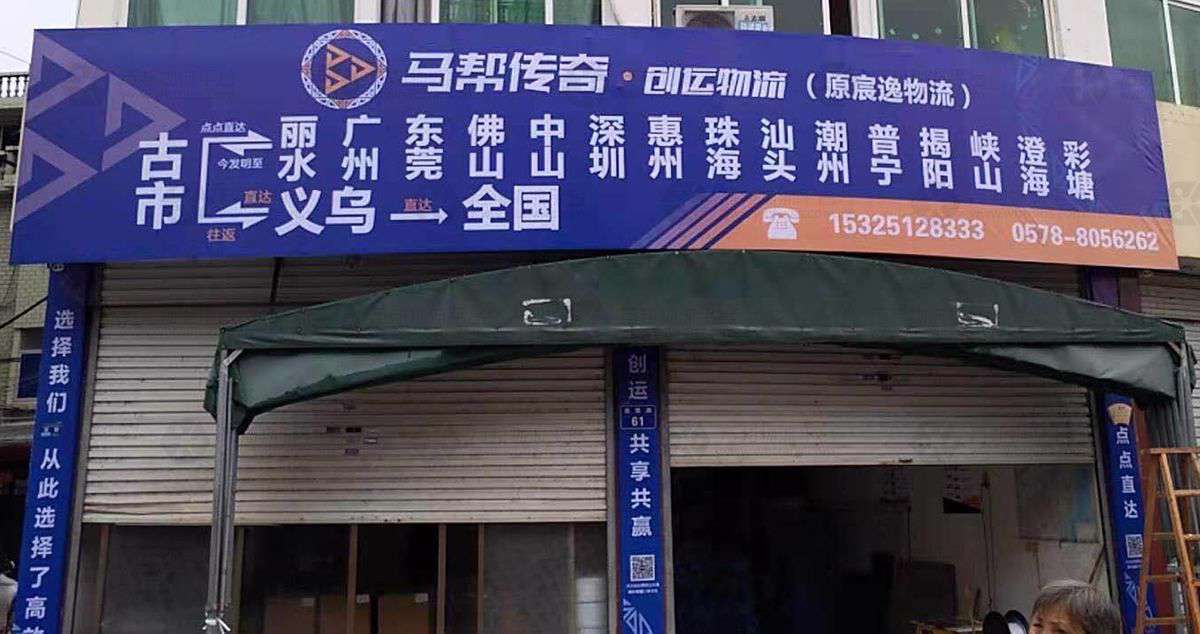 马帮传奇·创运物流（原宸逸物流）
点点直达
今发明至
古市
丽水 广州 东莞 佛山 中山 深圳 惠州 珠海 汕头 潮州 普宁 揭阳 峡山 澄海 彩塘
直达
往返
义乌
直达
全国
15325128333 0578-8056262
选择我们
从此选择了高效
创运
61
共享共赢
点点直达